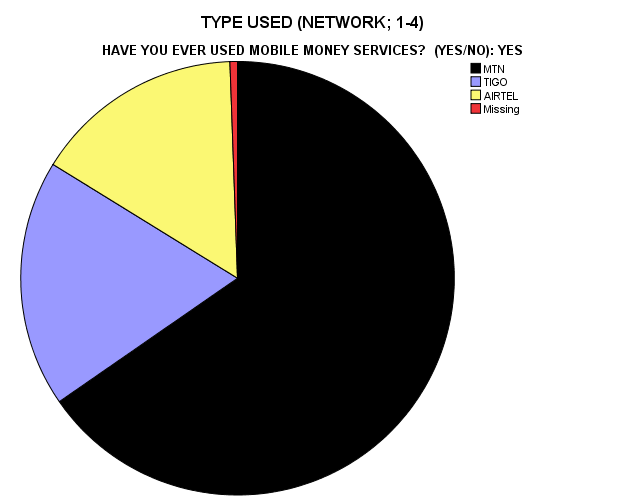 TYPE USED (NETWORK; 1-4)
HAVE YOU EVER USED MOBILE MONEY SERVICES?  (YES/NO): YES
MTN
TIGO
AIRTEL
Missing